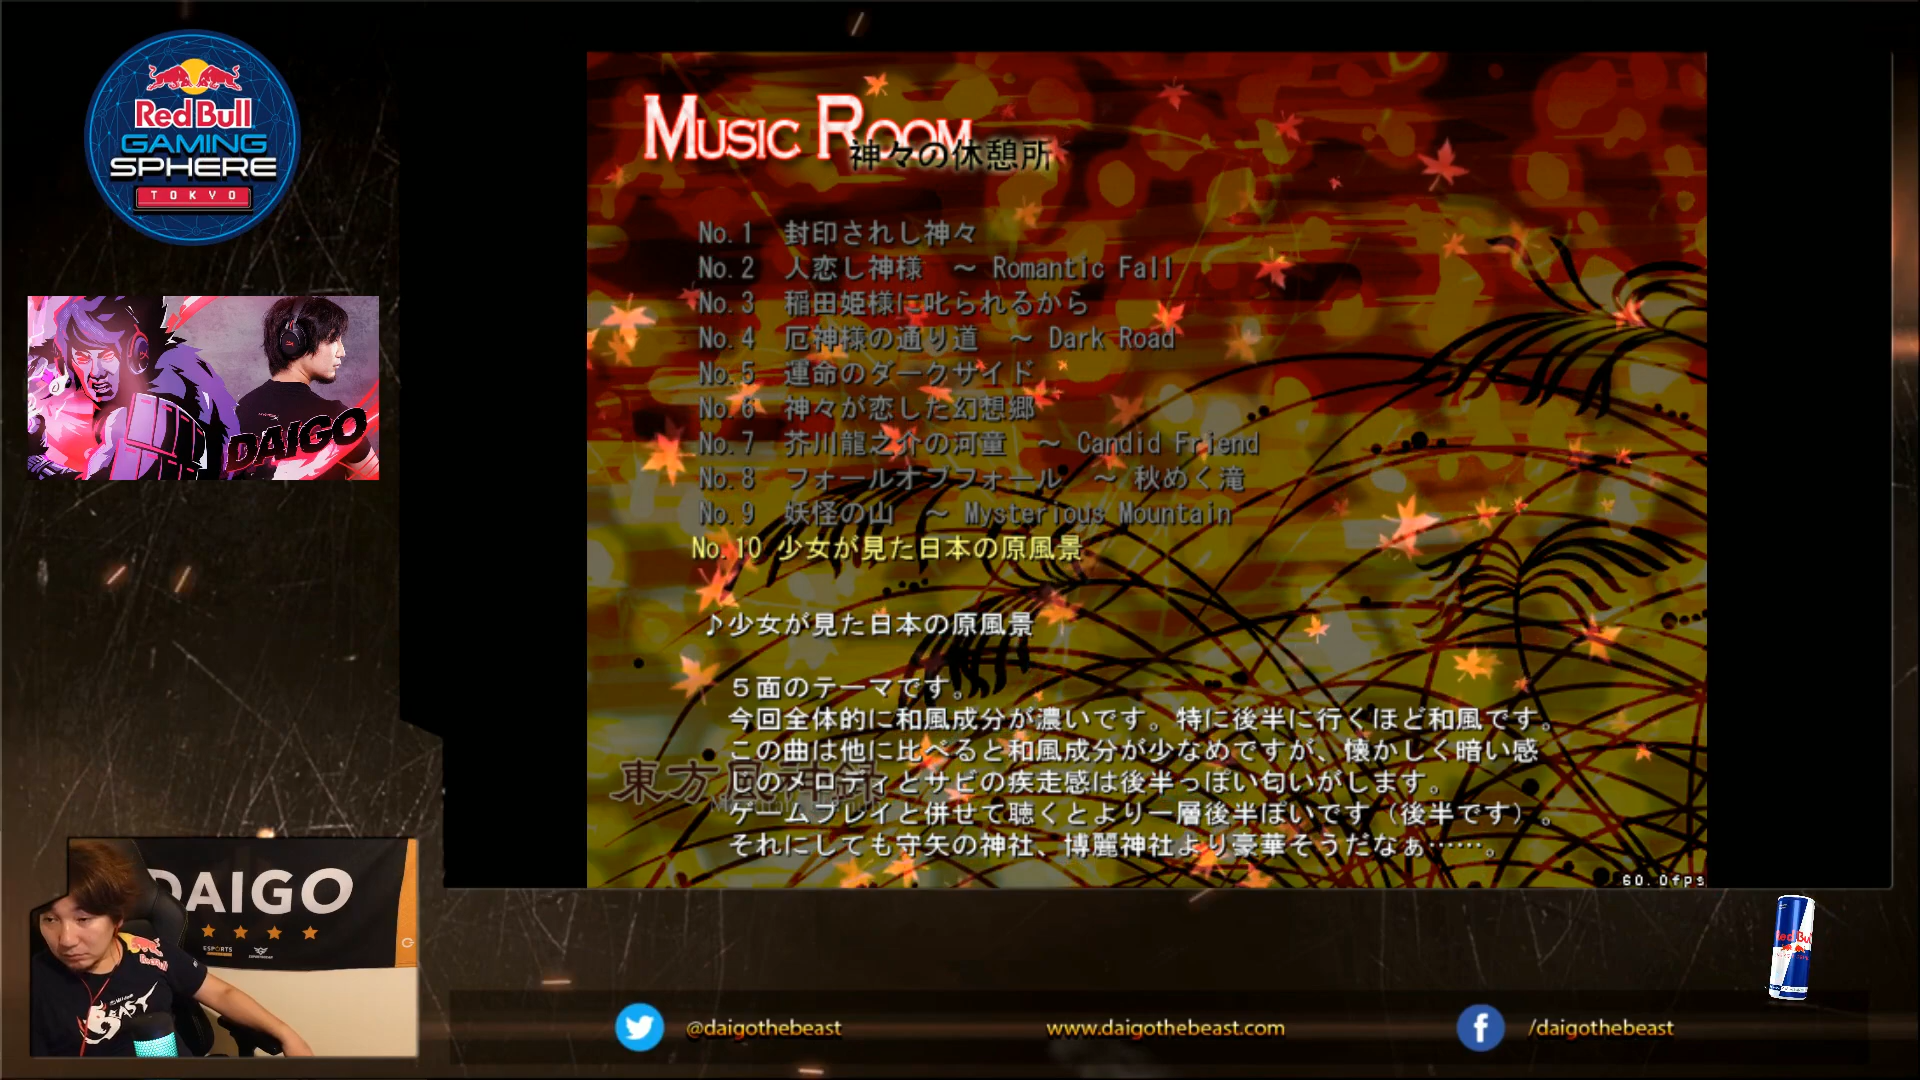 Red Bull
GAMING
SPHERE
TOKYO
DAIGO
MUSIC ROOM
神々の休憩所
No.1 封印されし神々
No.2 人恋し神様 ～ Romantic Fall
No.3 稲田姫様に叱られるから
No.4 厄神様の通り道 ～ Dark Road
No.5 運命のダークサイド
No.6 神々が恋した幻想郷
No.7 芥川龍之介の河童 ～ Candid Friend
No.8 フォールオブフォール ～ 秋めく滝
No.9 妖怪の山 ～ Mysterious Mountain
No.10 少女が見た日本の原風景
♪少女が見た日本の原風景
５面のテーマです。
今回全体的に和風成分が濃いです。特に後半に行くほど和風です。
この曲は他に比べると和風成分が少なめですが、懐かしく暗い感
じのメロディとサビの疾走感は後半っぽい匂いがします。
ゲームプレイと併せて聴くとより一層後半ぽいです（後半です）。
それにしても守矢の神社、博麗神社より豪華そうだなぁ……。
東方風神録
60.0fps
DAIGO
ESPORTS
Red Bull
BEAST
Red Bull
@daigothebeast
www.daigothebeast.com
/daigothebeast